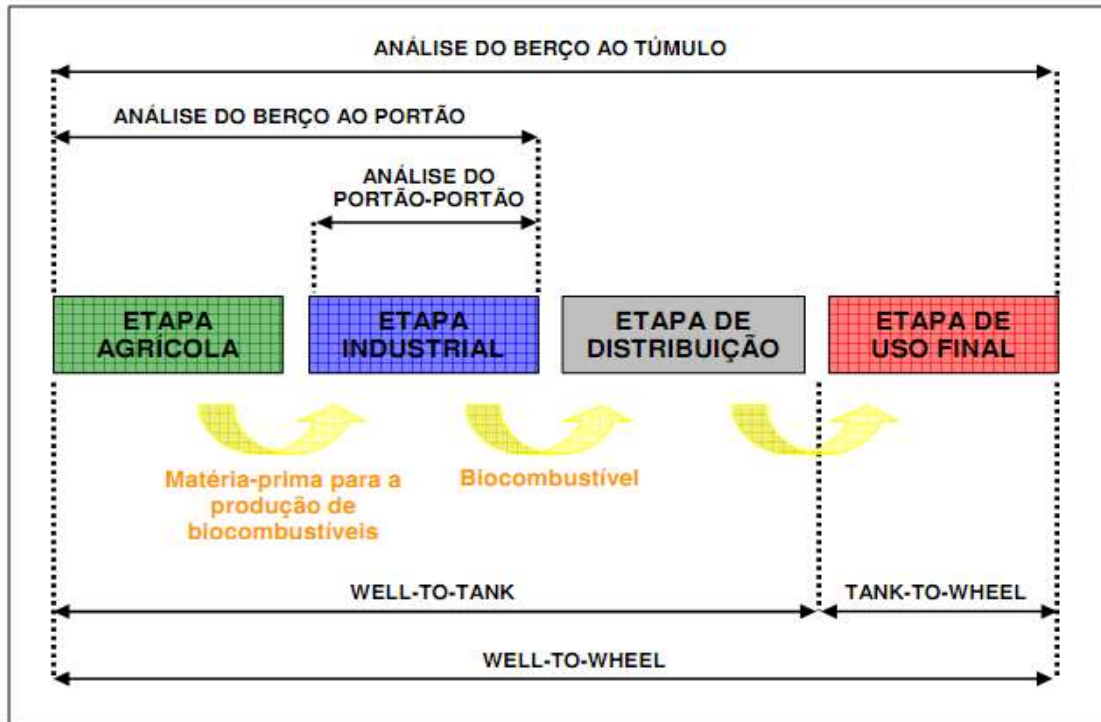 ANÁLISE DO BERÇO AO TÚMULO
ANÁLISE DO BERÇO AO PORTÃO
ANÁLISE DO
PORTÃO-PORTÃO
ETAPA
AGRÍCOLA
ETAPA
INDUSTRIAL
ETAPA DE
DISTRIBUIÇÃO
ETAPA DE
USO FINAL
Matéria-prima para a
produção de
biocombustíveis
Biocombustível
WELL-TO-TANK
TANK-TO-WHEEL
WELL-TO-WHEEL